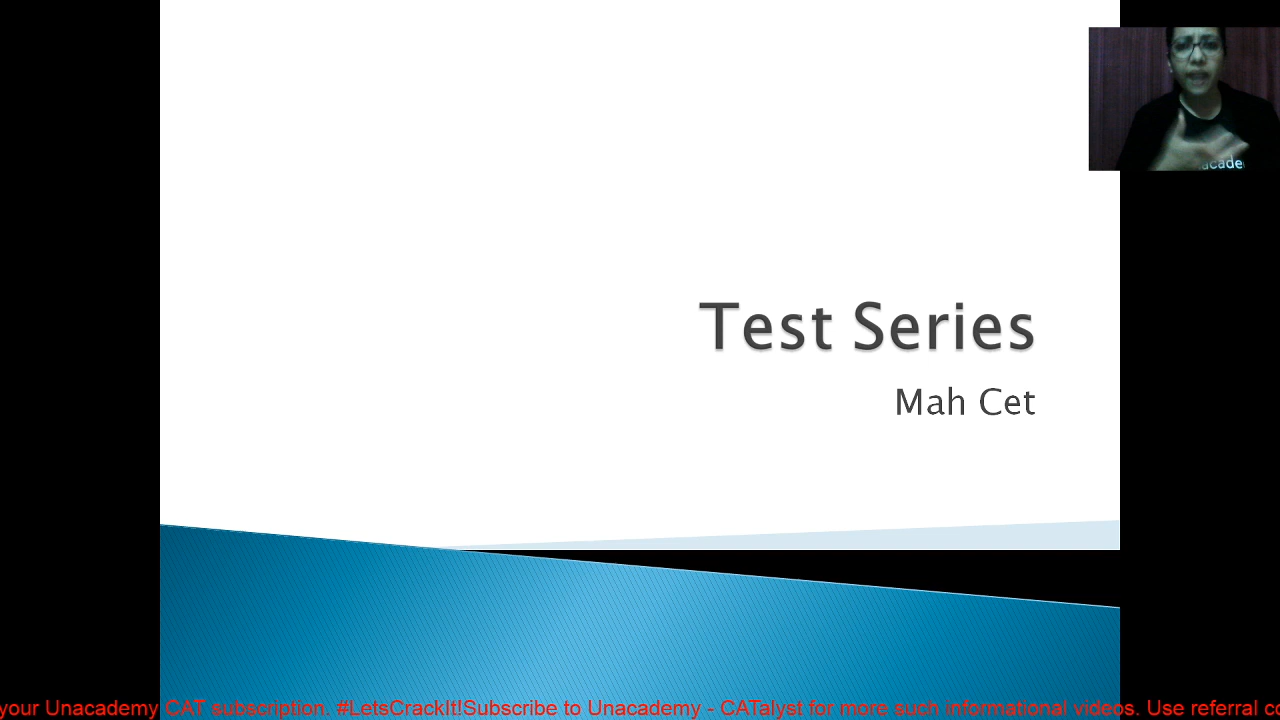 Test Series
Mah Cet
your Unacademy CAT subscription. #LetsCrackIt!Subscribe to Unacademy - CATalyst for more such informational videos. Use referral